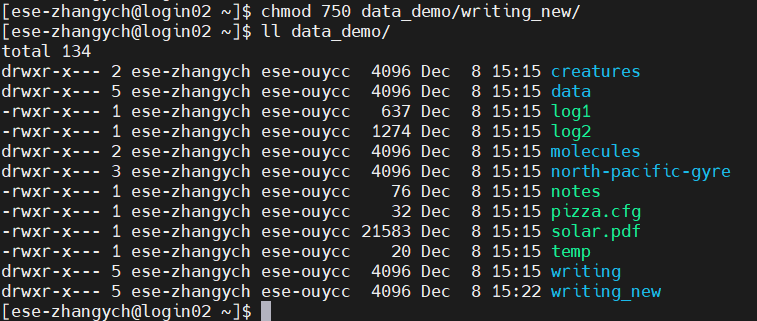 [ese-zhangych@login02 ~]$ chmod 750 data_demo/writing_new/
[ese-zhangych@login02 ~]$ ll data_demo/
total 134
drwxr-x--- 2 ese-zhangych ese-ouycc  4096 Dec  8 15:15 creatures
drwxr-x--- 5 ese-zhangych ese-ouycc  4096 Dec  8 15:15 data
-rwxr-x--- 1 ese-zhangych ese-ouycc   637 Dec  8 15:15 log1
-rwxr-x--- 1 ese-zhangych ese-ouycc  1274 Dec  8 15:15 log2
drwxr-x--- 2 ese-zhangych ese-ouycc  4096 Dec  8 15:15 molecules
drwxr-x--- 3 ese-zhangych ese-ouycc  4096 Dec  8 15:15 north-pacific-gyre
-rwxr-x--- 1 ese-zhangych ese-ouycc    76 Dec  8 15:15 notes
-rwxr-x--- 1 ese-zhangych ese-ouycc    32 Dec  8 15:15 pizza.cfg
-rwxr-x--- 1 ese-zhangych ese-ouycc 21583 Dec  8 15:15 solar.pdf
-rwxr-x--- 1 ese-zhangych ese-ouycc    20 Dec  8 15:15 temp
drwxr-x--- 5 ese-zhangych ese-ouycc  4096 Dec  8 15:15 writing
drwxr-x--- 5 ese-zhangych ese-ouycc  4096 Dec  8 15:22 writing_new
[ese-zhangych@login02 ~]$